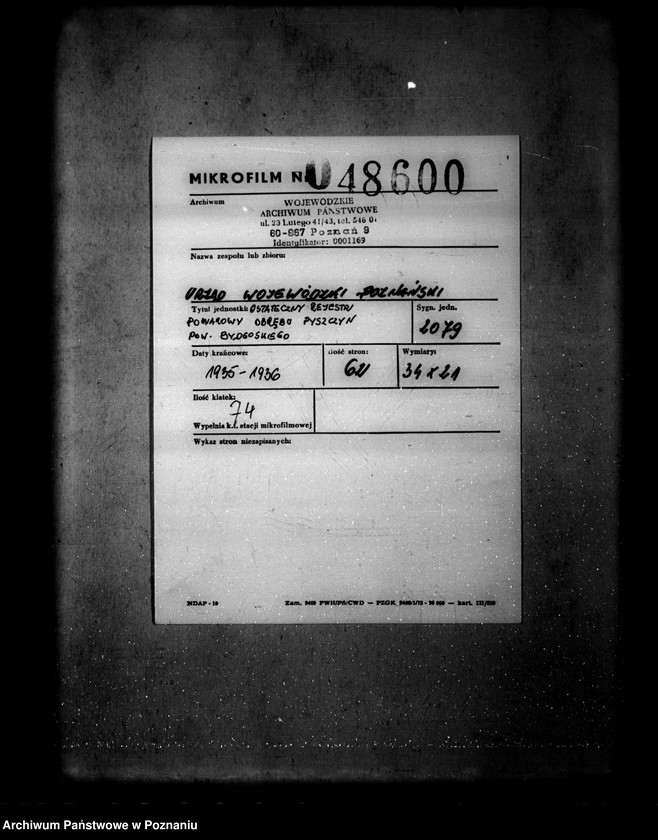 MIKROFILM Nr 048600
Archiwum
WOJEWÓDZKIE
ARCHIWUM PAŃSTWOWE
ul. 23 Lutego 41/43, tel. 546 01
60-967 Poznań 9
Identyfikator: 0001169
Nazwa zespołu lub zbioru:
URZĄD WOJEWÓDZKI POZNAŃSKI
Tytuł jednostki: OSTATECZNY REJESTR
POMIAROWY OBRĘBU PYSZCZYN
POW. BYDGOSKIEGO
Sygn. jedn.
2079
Daty krańcowe:
1935-1936
Ilość stron:
62
Wymiary:
34 x 21
Ilość klatek:
74
Wypełnia k.f. stacji mikrofilmowej
Wykaz stron niezapisanych:
NDAP-10
Archiwum Państwowe w Poznaniu